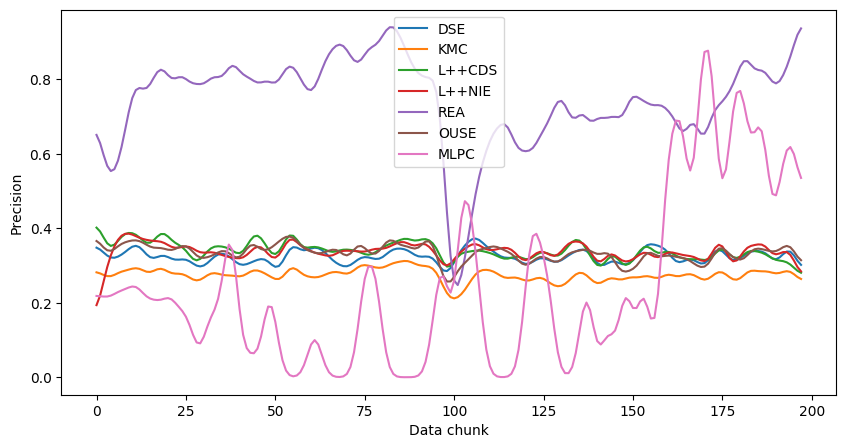 DSE
KMC
L++CDS
L++NIE
REA
OUSE
MLPC
Precision
0.8
0.6
0.4
0.2
0.0
0 25 50 75 100 125 150 175 200
Data chunk